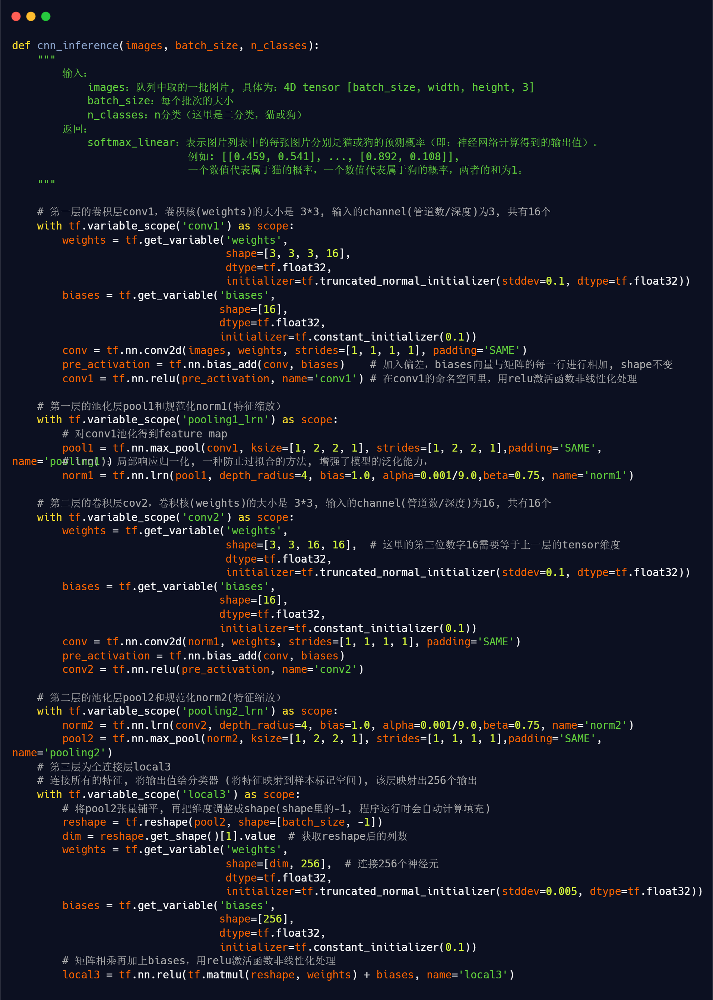 def cnn_inference(images, batch_size, n_classes):
    """
        输入：
            images：队列中取的一批图片, 具体为：4D tensor [batch_size, width, height, 3]
            batch_size：每个批次的大小
            n_classes：n分类（这里是二分类，猫或狗）
        返回：
            softmax_linear：表示图片列表中的每张图片分别是猫或狗的预测概率（即：神经网络计算得到的输出值）。
                            例如: [[0.459, 0.541], ..., [0.892, 0.108]],
                            一个数值代表属于猫的概率，一个数值代表属于狗的概率，两者的和为1。
    """
    # 第一层的卷积层conv1，卷积核(weights)的大小是 3*3, 输入的channel(管道数/深度)为3, 共有16个
    with tf.variable_scope('conv1') as scope:
        weights = tf.get_variable('weights',
                                  shape=[3, 3, 3, 16],
                                  dtype=tf.float32,
                                  initializer=tf.truncated_normal_initializer(stddev=0.1, dtype=tf.float32))
        biases = tf.get_variable('biases',
                                 shape=[16],
                                 dtype=tf.float32,
                                 initializer=tf.constant_initializer(0.1))
        conv = tf.nn.conv2d(images, weights, strides=[1, 1, 1, 1], padding='SAME')
        pre_activation = tf.nn.bias_add(conv, biases)    # 加入偏差，biases向量与矩阵的每一行进行相加, shape不变
        conv1 = tf.nn.relu(pre_activation, name='conv1') # 在conv1的命名空间里，用relu激活函数非线性化处理
    # 第一层的池化层pool1和规范化norm1(特征缩放）
    with tf.variable_scope('pooling1_lrn') as scope:
        # 对conv1池化得到feature map
        pool1 = tf.nn.max_pool(conv1, ksize=[1, 2, 2, 1], strides=[1, 2, 2, 1],padding='SAME',
name='pooling1')
        # lrn()：局部响应归一化, 一种防止过拟合的方法, 增强了模型的泛化能力，
        norm1 = tf.nn.lrn(pool1, depth_radius=4, bias=1.0, alpha=0.001/9.0,beta=0.75, name='norm1')
    # 第二层的卷积层cov2，卷积核(weights)的大小是 3*3, 输入的channel(管道数/深度)为16, 共有16个
    with tf.variable_scope('conv2') as scope:
        weights = tf.get_variable('weights',
                                  shape=[3, 3, 16, 16],  # 这里的第三位数字16需要等于上一层的tensor维度
                                  dtype=tf.float32,
                                  initializer=tf.truncated_normal_initializer(stddev=0.1, dtype=tf.float32))
        biases = tf.get_variable('biases',
                                 shape=[16],
                                 dtype=tf.float32,
                                 initializer=tf.constant_initializer(0.1))
        conv = tf.nn.conv2d(norm1, weights, strides=[1, 1, 1, 1], padding='SAME')
        pre_activation = tf.nn.bias_add(conv, biases)
        conv2 = tf.nn.relu(pre_activation, name='conv2')
    # 第二层的池化层pool2和规范化norm2(特征缩放）
    with tf.variable_scope('pooling2_lrn') as scope:
        norm2 = tf.nn.lrn(conv2, depth_radius=4, bias=1.0, alpha=0.001/9.0,beta=0.75, name='norm2')
        pool2 = tf.nn.max_pool(norm2, ksize=[1, 2, 2, 1], strides=[1, 1, 1, 1],padding='SAME',
name='pooling2')
    # 第三层为全连接层local3
    # 连接所有的特征, 将输出值给分类器 (将特征映射到样本标记空间), 该层映射出256个输出
    with tf.variable_scope('local3') as scope:
        # 将pool2张量铺平, 再把维度调整成shape(shape里的-1, 程序运行时会自动计算填充)
        reshape = tf.reshape(pool2, shape=[batch_size, -1])
        dim = reshape.get_shape()[1].value  # 获取reshape后的列数
        weights = tf.get_variable('weights',
                                  shape=[dim, 256],  # 连接256个神经元
                                  dtype=tf.float32,
                                  initializer=tf.truncated_normal_initializer(stddev=0.005, dtype=tf.float32))
        biases = tf.get_variable('biases',
                                 shape=[256],
                                 dtype=tf.float32,
                                 initializer=tf.constant_initializer(0.1))
        # 矩阵相乘再加上biases，用relu激活函数非线性化处理
        local3 = tf.nn.relu(tf.matmul(reshape, weights) + biases, name='local3')